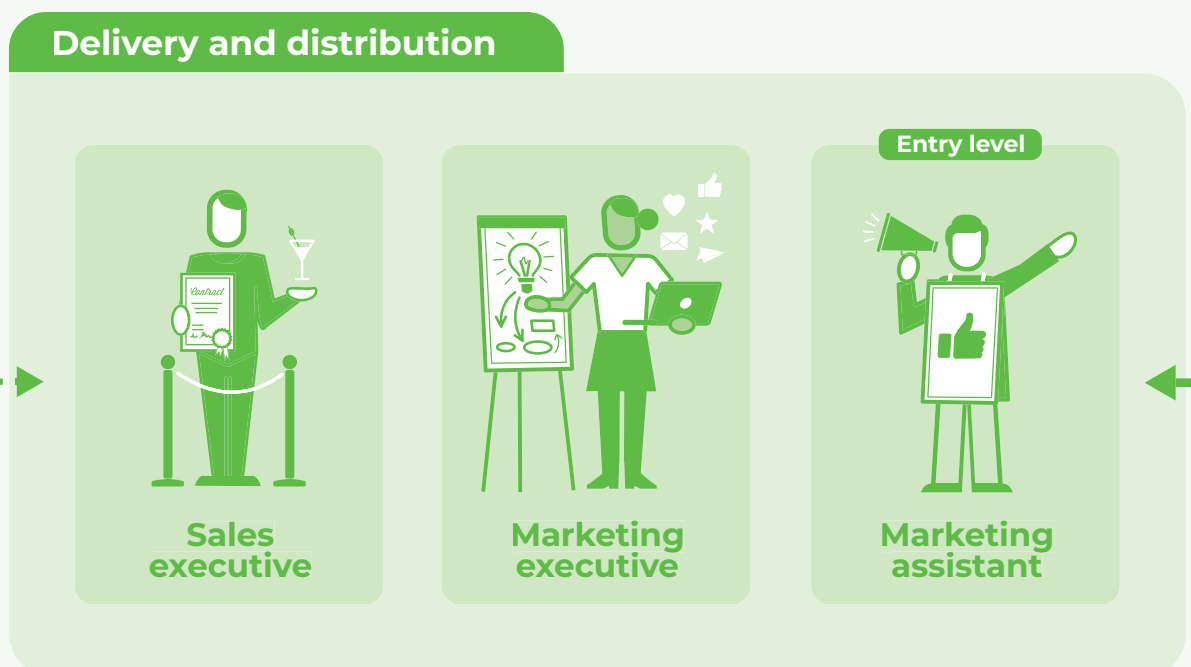 Delivery and distribution
Entry level
Contract
Sales
executive
Marketing
executive
Marketing
assistant